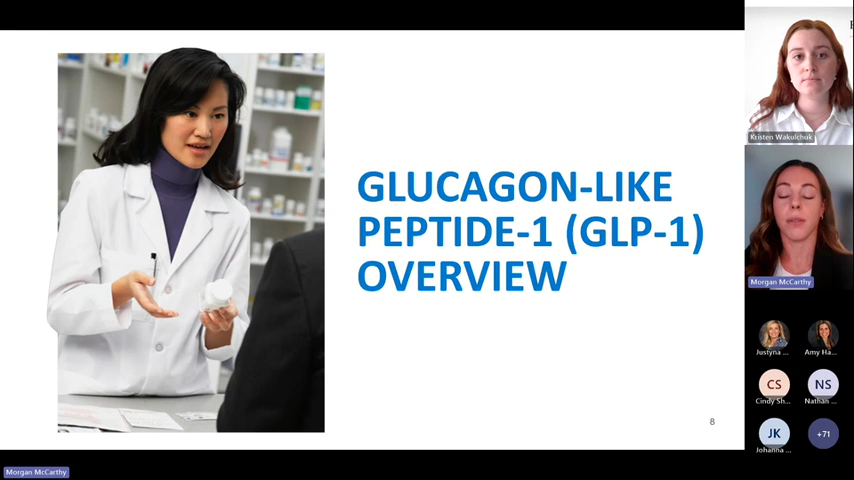 GLUCAGON-LIKE
PEPTIDE-1 (GLP-1)
OVERVIEW
8
Kristen Wakulchuk
Morgan McCarthy
Justyna ...
Amy Ha...
CS
NS
Cindy Sh...
Nathan ...
JK
+71
Johanna ...
Morgan McCarthy